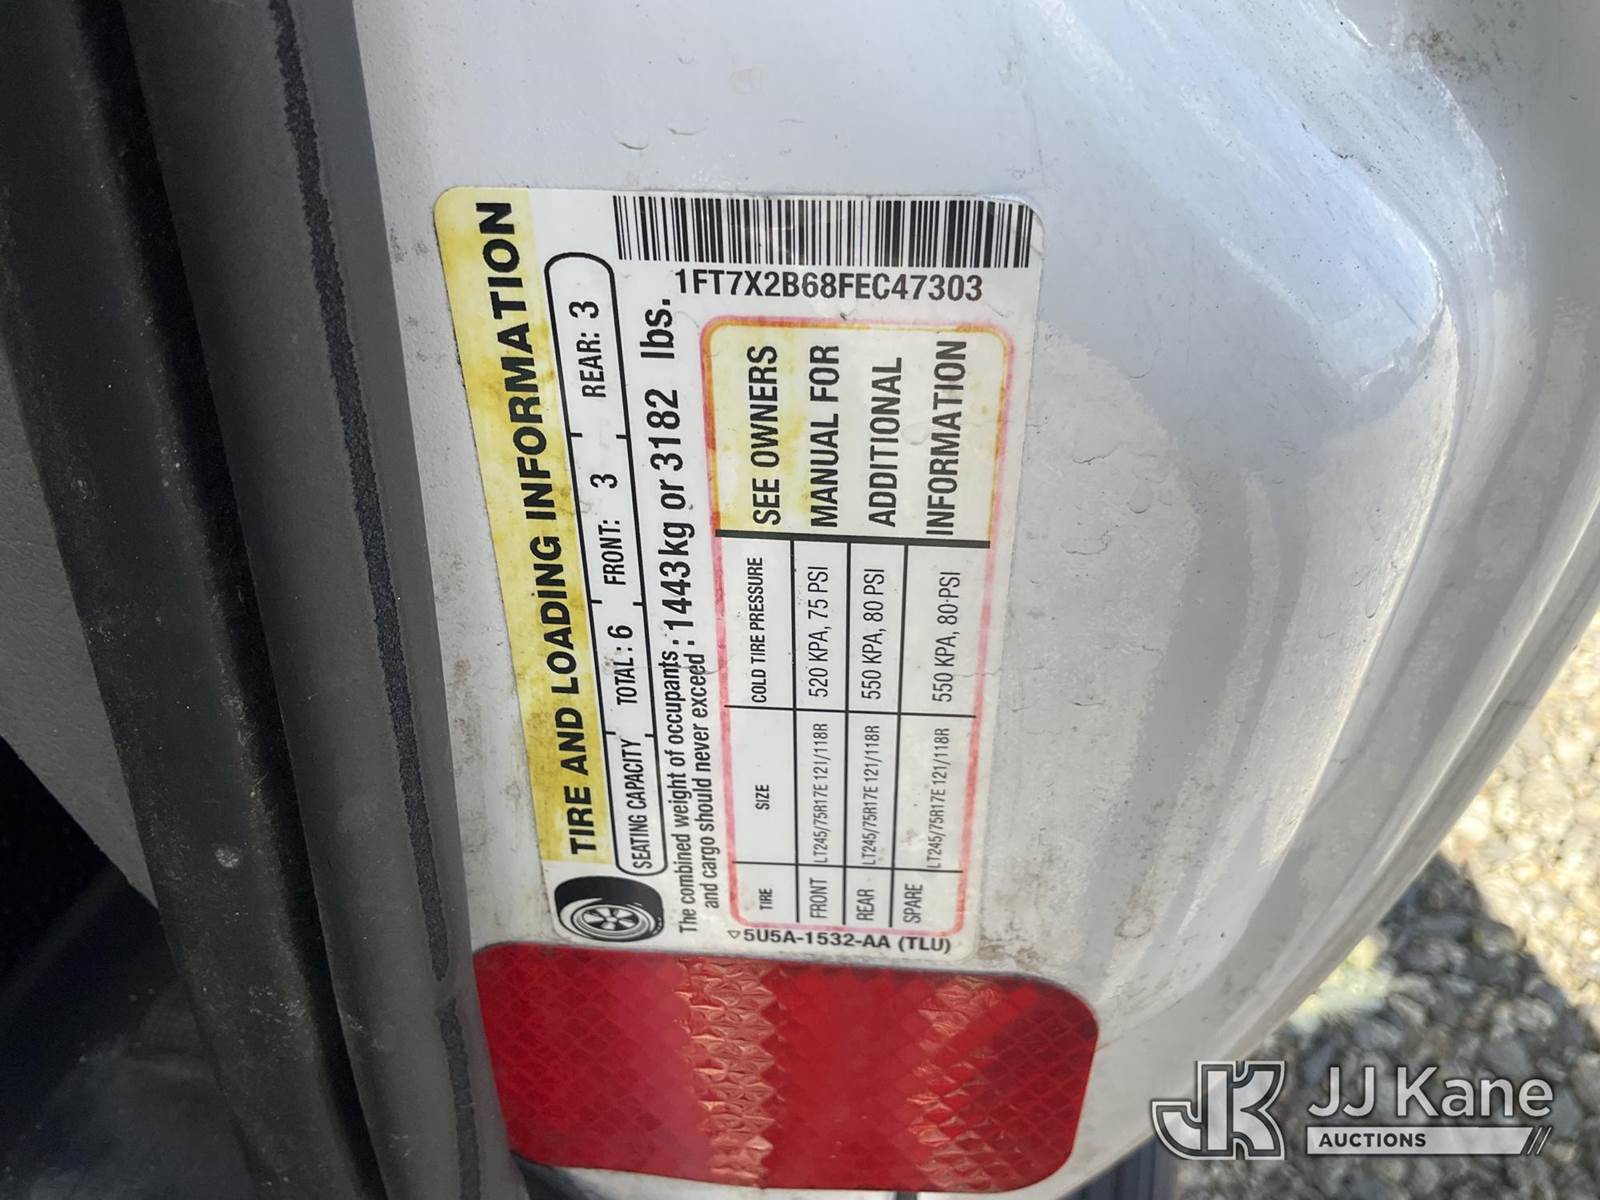 TIRE AND LOADING INFORMATION
SEATING CAPACITY TOTAL: 6 FRONT: 3 REAR: 3
The combined weight of occupants
and cargo should never exceed : 1443kg or 3182 lbs.
1FT7X2B68FEC47303
TIRE SIZE COLD TIRE PRESSURE
FRONT LT245/75R17E 121/118R 520 KPA, 75 PSI
REAR LT245/75R17E 121/118R 550 KPA, 80 PSI
SPARE LT245/75R17E 121/118R 550 KPA, 80 PSI
SEE OWNERS
MANUAL FOR
ADDITIONAL
INFORMATION
▽5U5A-1532-AA (TLU)
JK JJ Kane
AUCTIONS